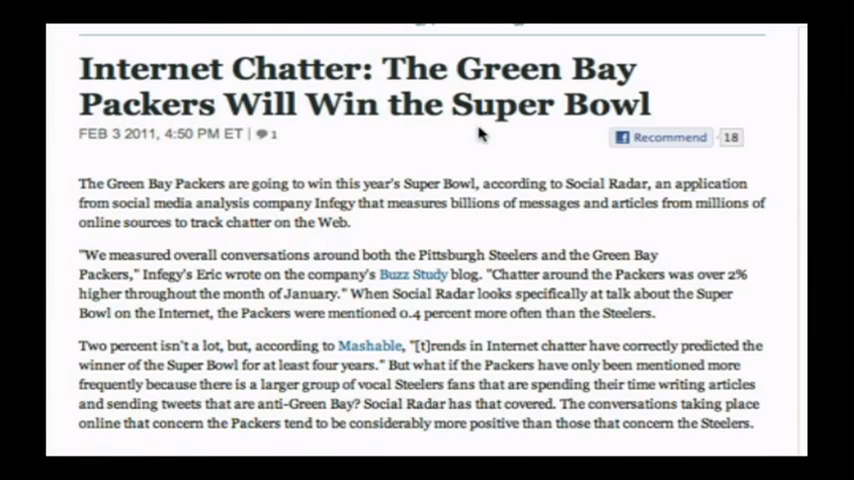 Internet Chatter: The Green Bay
Packers Will Win the Super Bowl
FEB 3 2011, 4:50 PM ET | 1
Recommend 18
The Green Bay Packers are going to win this year's Super Bowl, according to Social Radar, an application
from social media analysis company Infegy that measures billions of messages and articles from millions of
online sources to track chatter on the Web.
"We measured overall conversations around both the Pittsburgh Steelers and the Green Bay
Packers," Infegy's Eric wrote on the company's Buzz Study blog. "Chatter around the Packers was over 2%
higher throughout the month of January." When Social Radar looks specifically at talk about the Super
Bowl on the Internet, the Packers were mentioned 0.4 percent more often than the Steelers.
Two percent isn't a lot, but, according to Mashable, "[t]rends in Internet chatter have correctly predicted the
winner of the Super Bowl for at least four years." But what if the Packers have only been mentioned more
frequently because there is a larger group of vocal Steelers fans that are spending their time writing articles
and sending tweets that are anti-Green Bay? Social Radar has that covered. The conversations taking place
online that concern the Packers tend to be considerably more positive than those that concern the Steelers.